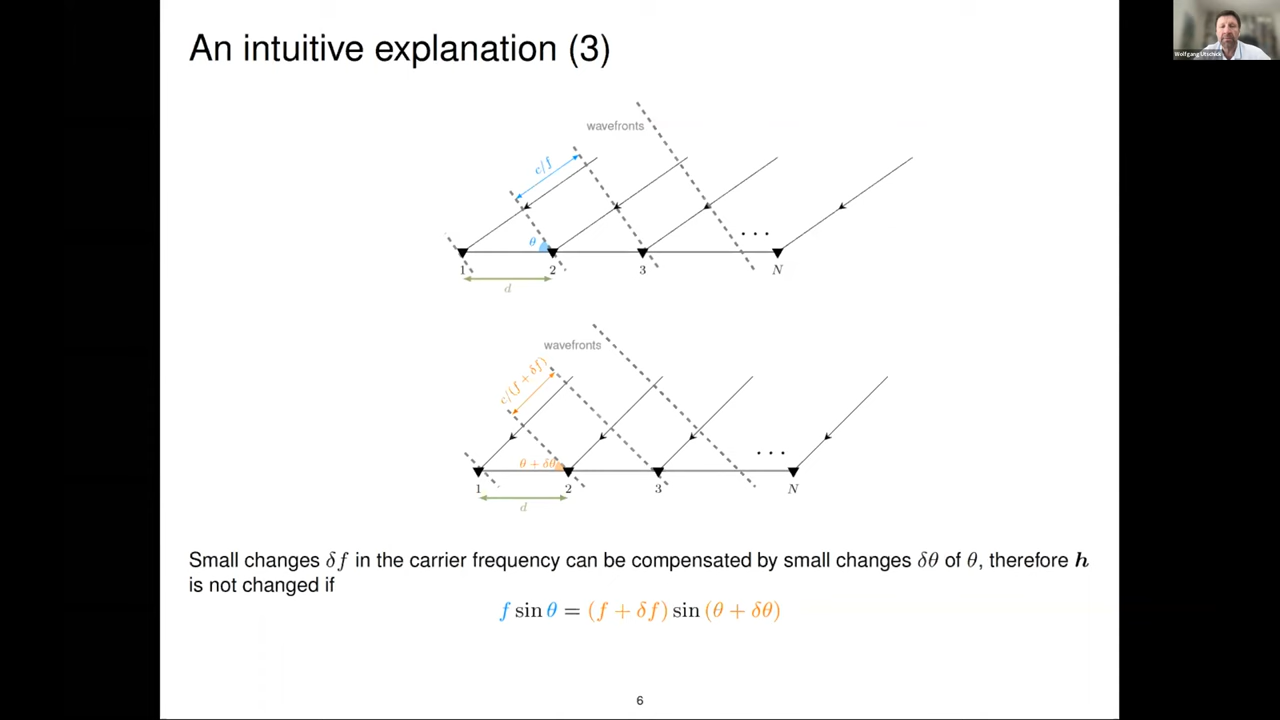 An intuitive explanation (3)
Wolfgang Utschick
wavefronts
c/f
θ
1
2
3
. . .
N
d
wavefronts
c/(f + δf)
θ + δθ
1
2
3
. . .
N
d
Small changes δf in the carrier frequency can be compensated by small changes δθ of θ, therefore h
is not changed if
f sin θ = (f + δf) sin (θ + δθ)
6